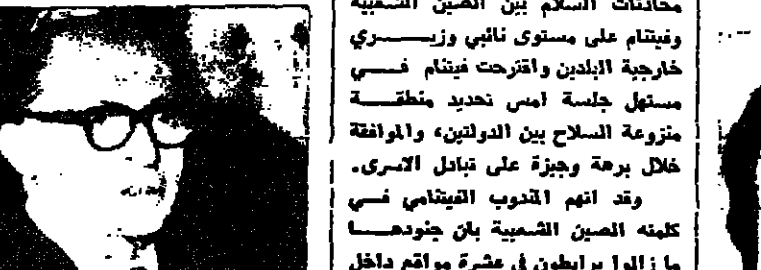 محادثات السلام بين الصين الشعبية
وفيتنام على مستوى نائبي وزيـــــري
خارجية البلدين واقترحت فيتنام فـــي
مستهل جلسة امس تحديد منطقـــة
منزوعة السلاح بين الدولتين، والموافقة
خلال برهة وجيزة على تبادل الاسرى.
وقد اتهم المندوب الفيتنامي فـــي
كلمته الصين الشعبية بان جنودهـــا
ما زالوا يرابطون في عشرة مواقع داخل